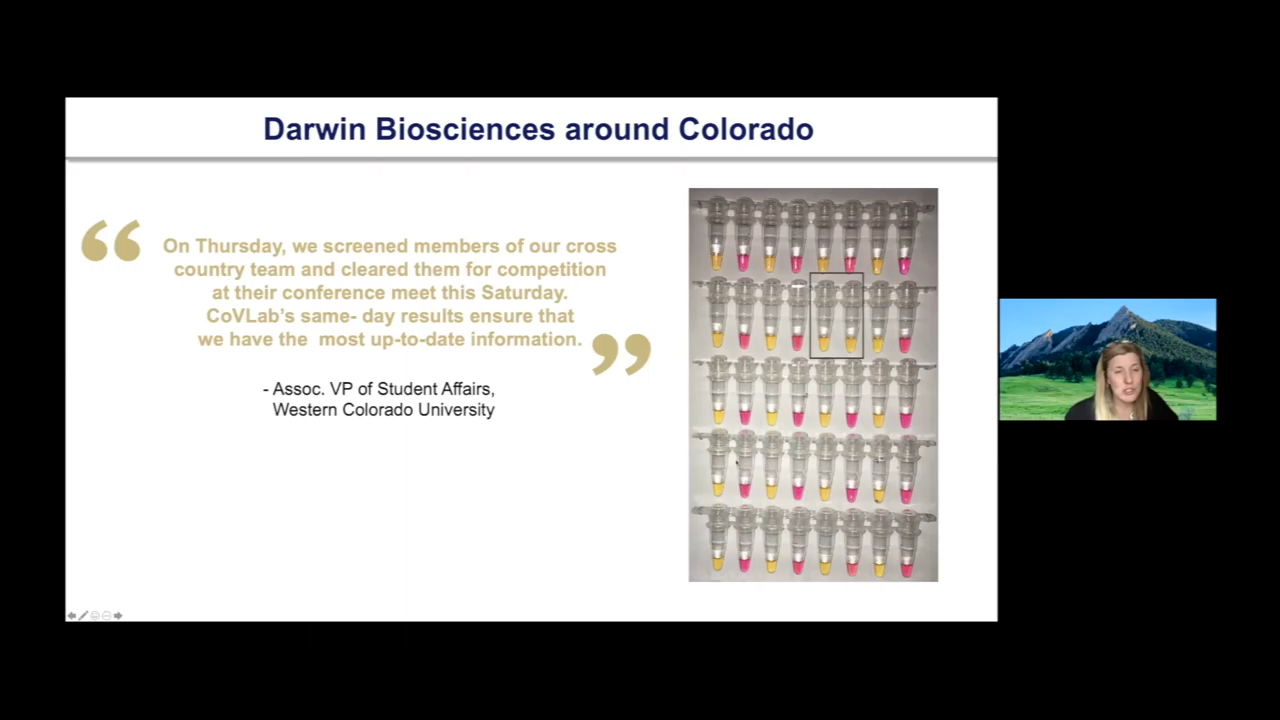 Darwin Biosciences around Colorado
“
On Thursday, we screened members of our cross
country team and cleared them for competition
at their conference meet this Saturday.
CoVLab's same- day results ensure that
we have the  most up-to-date information.
”
- Assoc. VP of Student Affairs,
Western Colorado University